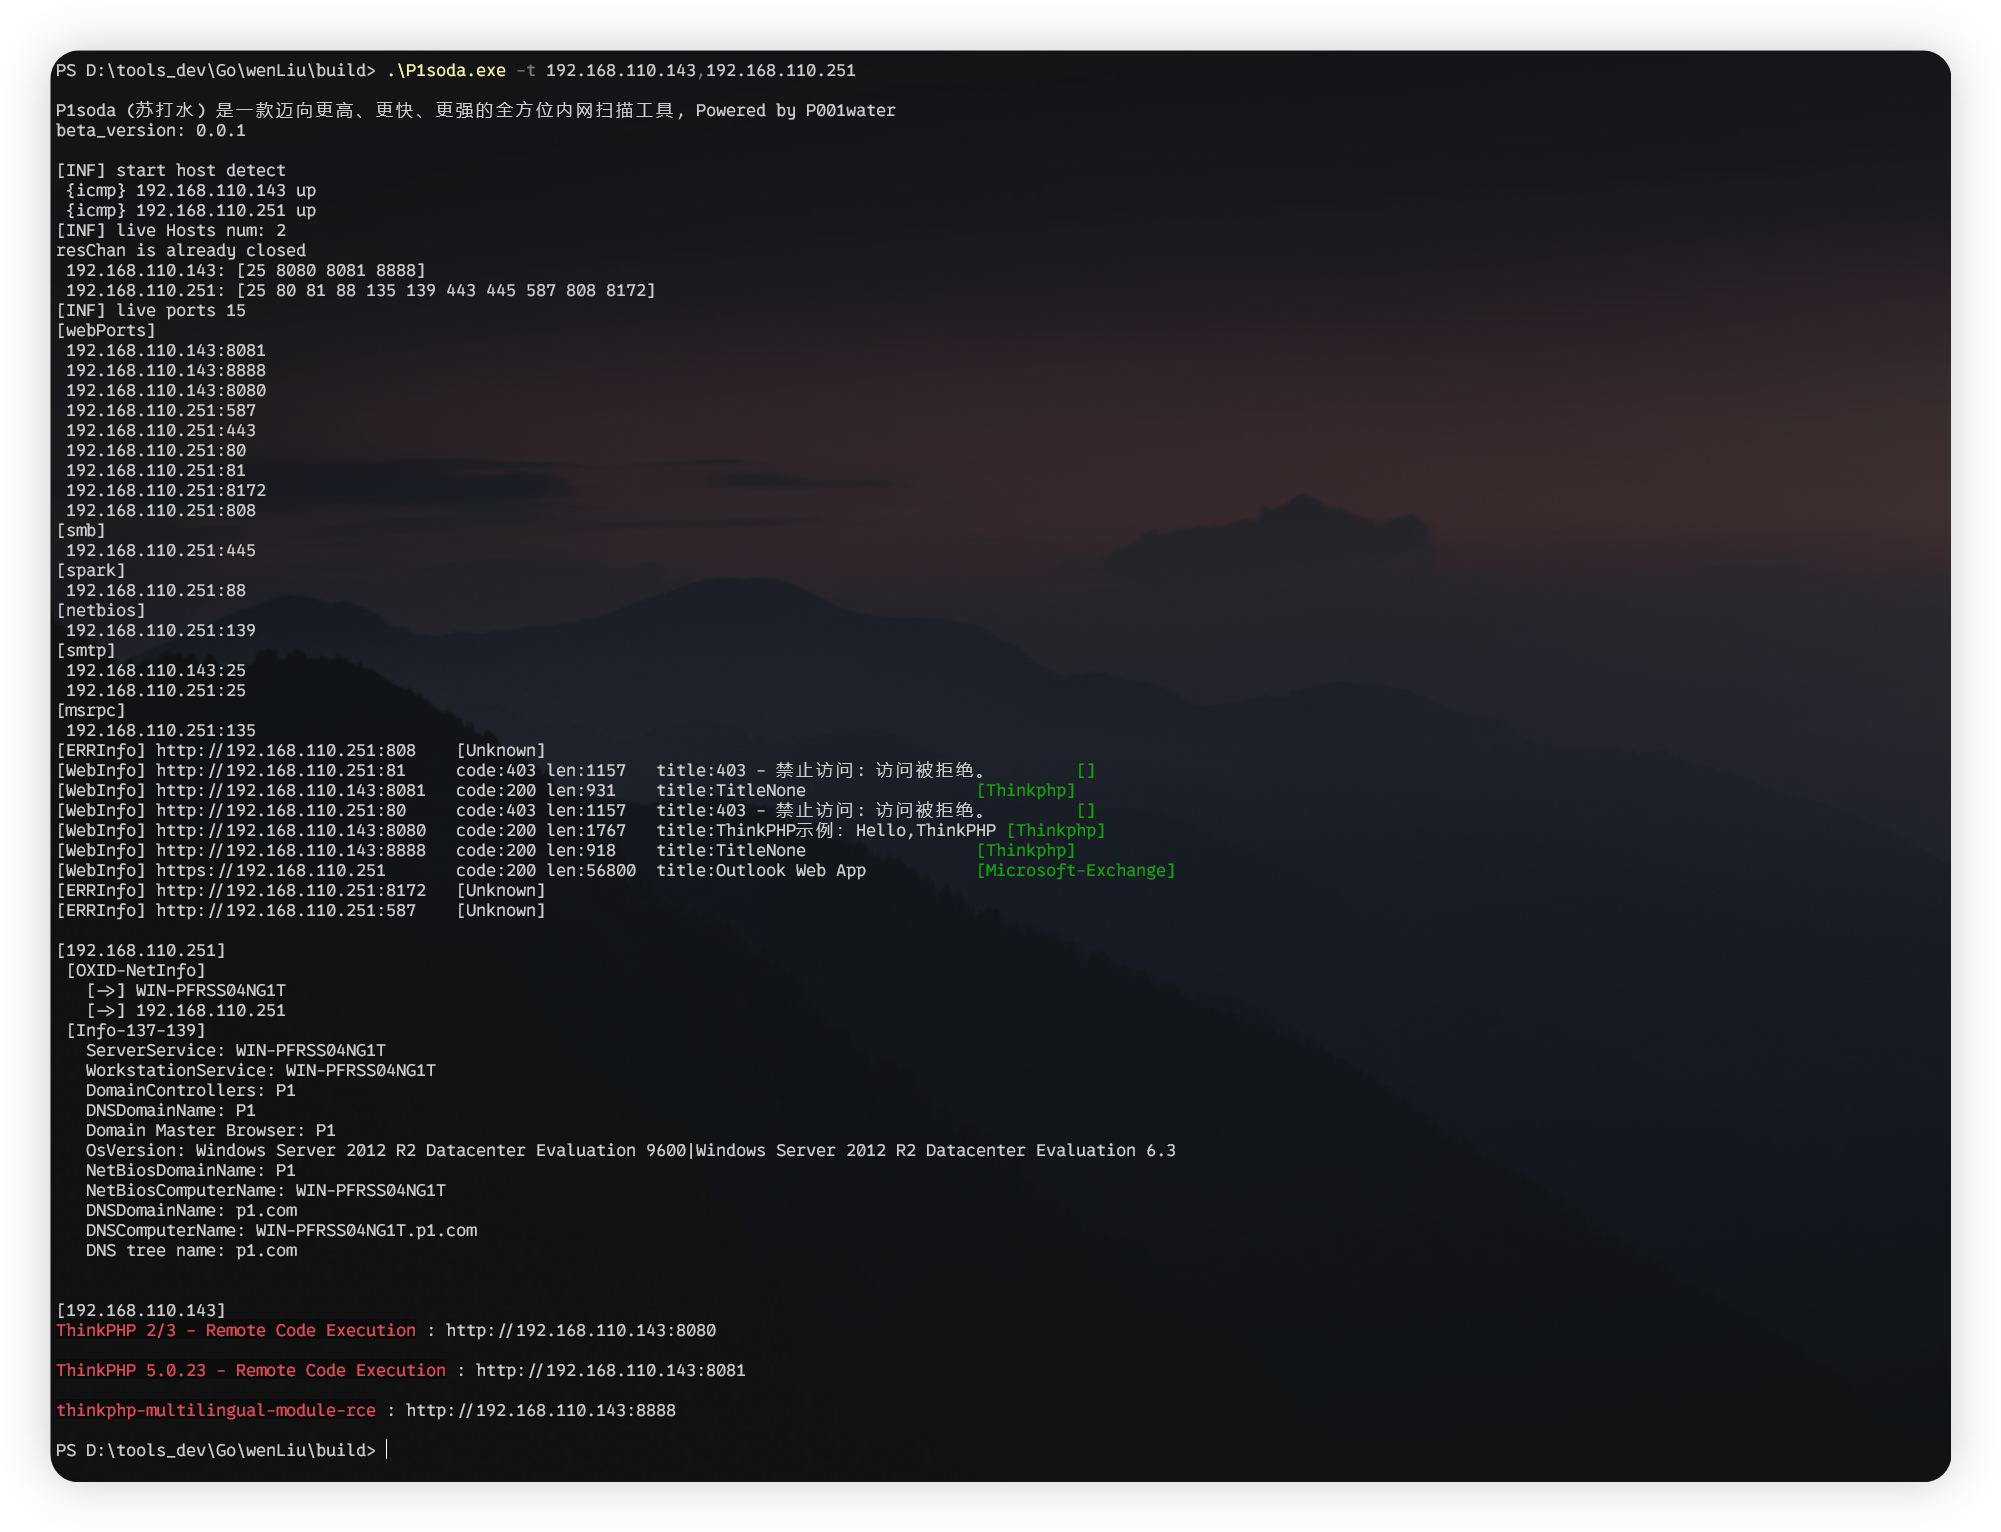 PS D:\tools_dev\Go\wenLiu\build> .\P1soda.exe -t 192.168.110.143,192.168.110.251
P1soda (苏打水) 是一款迈向更高、更快、更强的全方位内网扫描工具, Powered by P001water
beta_version: 0.0.1
[INF] start host detect
{icmp} 192.168.110.143 up
{icmp} 192.168.110.251 up
[INF] live Hosts num: 2
resChan is already closed
192.168.110.143: [25 8080 8081 8888]
192.168.110.251: [25 80 81 88 135 139 443 445 587 808 8172]
[INF] live ports 15
[webPorts]
192.168.110.143:8081
192.168.110.143:8888
192.168.110.143:8080
192.168.110.251:587
192.168.110.251:443
192.168.110.251:80
192.168.110.251:81
192.168.110.251:8172
192.168.110.251:808
[smb]
192.168.110.251:445
[spark]
192.168.110.251:88
[netbios]
192.168.110.251:139
[smtp]
192.168.110.143:25
192.168.110.251:25
[msrpc]
192.168.110.251:135
[ERRInfo] http://192.168.110.251:808 [Unknown]
[WebInfo] http://192.168.110.251:81 code:403 len:1157 title:403 - 禁止访问: 访问被拒绝。 []
[WebInfo] http://192.168.110.143:8081 code:200 len:931 title:TitleNone [Thinkphp]
[WebInfo] http://192.168.110.251:80 code:403 len:1157 title:403 - 禁止访问: 访问被拒绝。 []
[WebInfo] http://192.168.110.143:8080 code:200 len:1767 title:ThinkPHP示例: Hello,ThinkPHP [Thinkphp]
[WebInfo] http://192.168.110.143:8888 code:200 len:918 title:TitleNone [Thinkphp]
[WebInfo] https://192.168.110.251 code:200 len:56800 title:Outlook Web App [Microsoft-Exchange]
[ERRInfo] http://192.168.110.251:8172 [Unknown]
[ERRInfo] http://192.168.110.251:587 [Unknown]
[192.168.110.251]
[OXID-NetInfo]
[->] WIN-PFRSS04NG1T
[->] 192.168.110.251
[Info-137-139]
ServerService: WIN-PFRSS04NG1T
WorkstationService: WIN-PFRSS04NG1T
DomainControllers: P1
DNSDomainName: P1
Domain Master Browser: P1
OsVersion: Windows Server 2012 R2 Datacenter Evaluation 9600|Windows Server 2012 R2 Datacenter Evaluation 6.3
NetBiosDomainName: P1
NetBiosComputerName: WIN-PFRSS04NG1T
DNSDomainName: p1.com
DNSComputerName: WIN-PFRSS04NG1T.p1.com
DNS tree name: p1.com
[192.168.110.143]
ThinkPHP 2/3 - Remote Code Execution : http://192.168.110.143:8080
ThinkPHP 5.0.23 - Remote Code Execution : http://192.168.110.143:8081
thinkphp-multilingual-module-rce : http://192.168.110.143:8888
PS D:\tools_dev\Go\wenLiu\build>